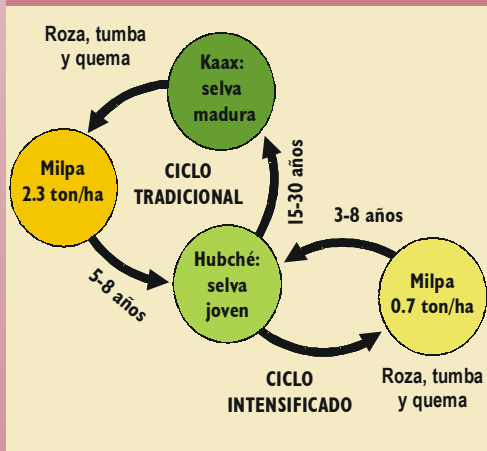 Roza, tumba
y quema
Kaax:
selva
madura
Milpa
2.3 ton/ha
CICLO
TRADICIONAL
15-30 años
5-8 años
Hubché:
selva
joven
3-8 años
Milpa
0.7 ton/ha
CICLO
INTENSIFICADO
Roza, tumba
y quema